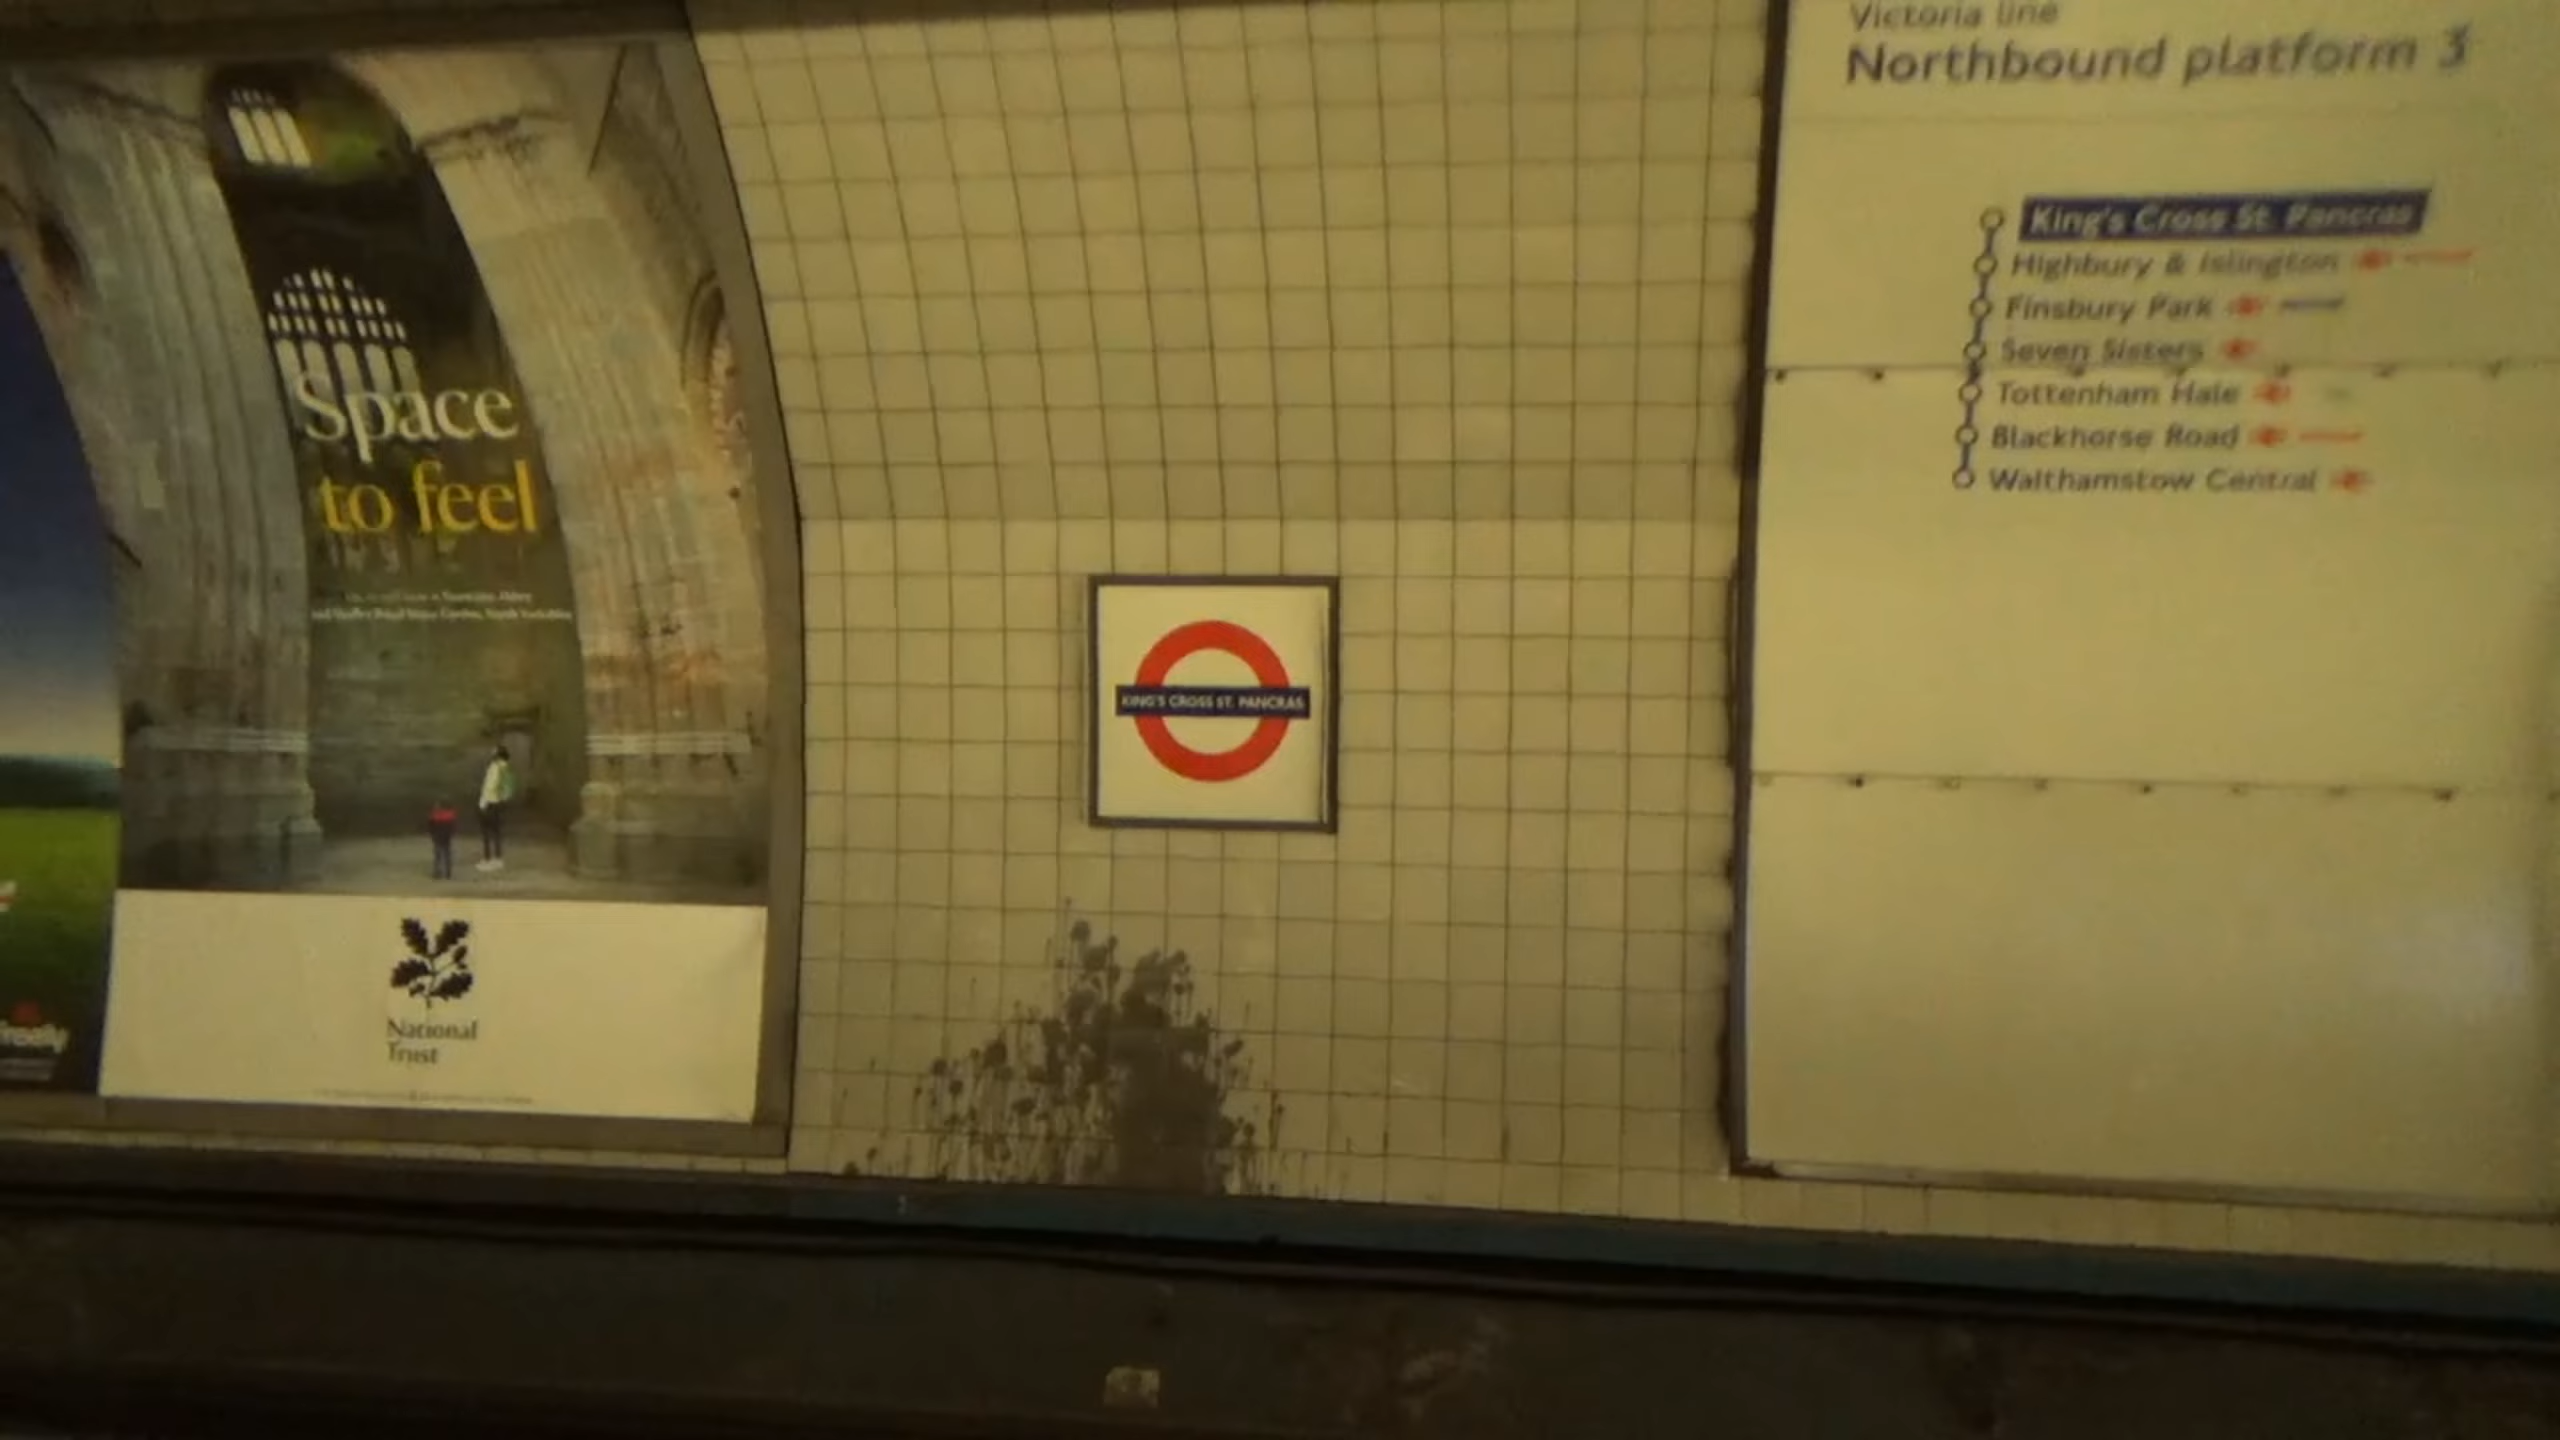 Space
to feel
National
Trust
KING'S CROSS ST. PANCRAS
Victoria line
Northbound platform 3
King's Cross St. Pancras
Highbury & Islington
Finsbury Park
Seven Sisters
Tottenham Hale
Blackhorse Road
Walthamstow Central